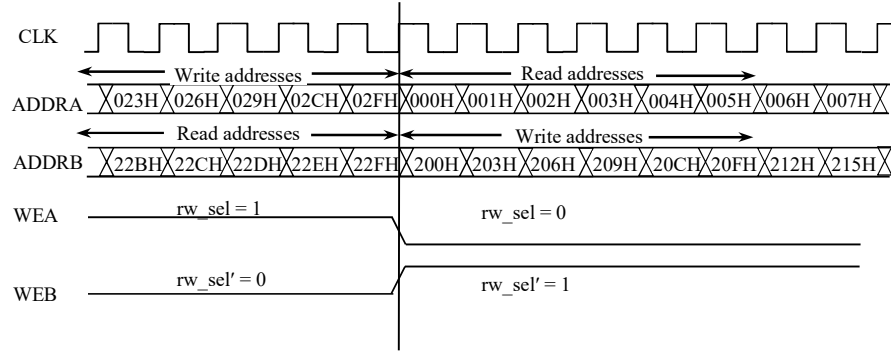 CLK
Write addresses Read addresses
ADDRA 023H 026H 029H 02CH 02FH 000H 001H 002H 003H 004H 005H 006H 007H
Read addresses Write addresses
ADDRB 22BH 22CH 22DH 22EH 22FH 200H 203H 206H 209H 20CH 20FH 212H 215H
WEA rw_sel = 1 rw_sel = 0
WEB rw_sel′ = 0 rw_sel′ = 1